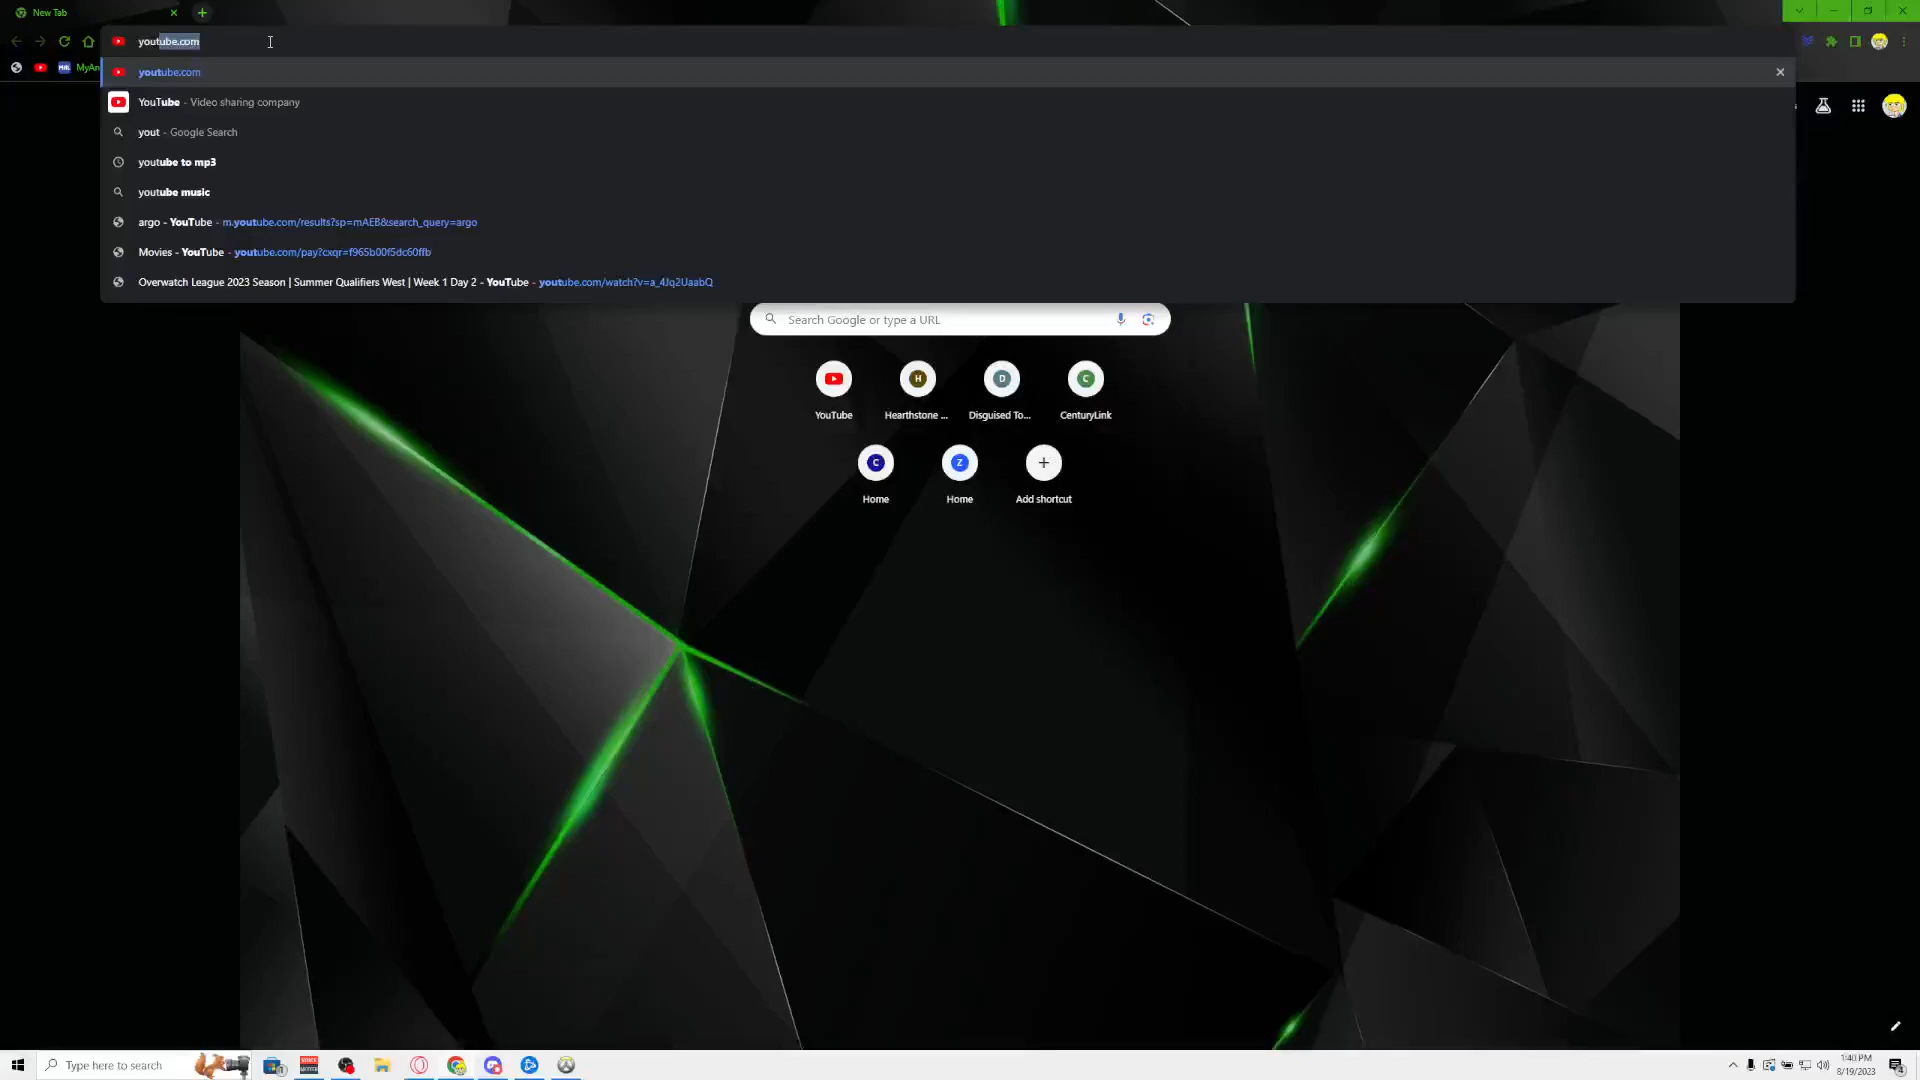 New Tab
youtube.com
MyAn
youtube.com
YouTube - Video sharing company
yout - Google Search
youtube to mp3
youtube music
argo - YouTube - m.youtube.com/results?sp=mAEB&search_query=argo
Movies - YouTube - youtube.com/pay?cxqr=f965b00f5dc60ffb
Overwatch League 2023 Season | Summer Qualifiers West | Week 1 Day 2 - YouTube - youtube.com/watch?v=a_4Jq2UaabQ
Search Google or type a URL
YouTube
Hearthstone ...
Disguised To...
CenturyLink
Home
Home
Add shortcut
Type here to search
1:40 PM
8/19/2023